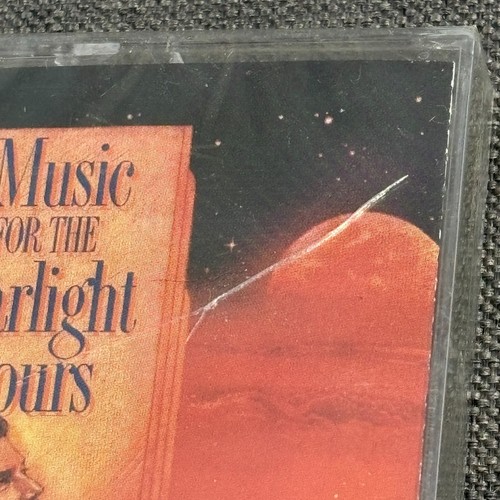 Music
FOR THE
arlight
ours